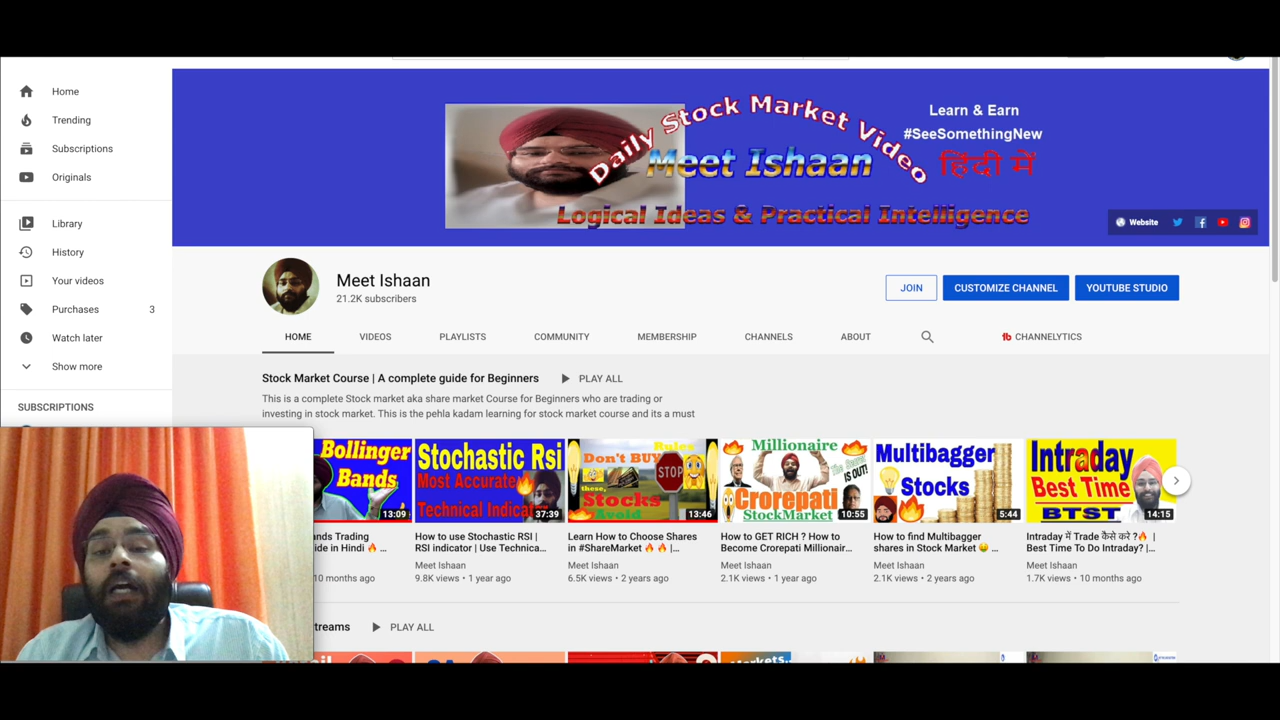 Home
Trending
Subscriptions
Originals
Library
History
Your videos
Purchases 3
Watch later
Show more
SUBSCRIPTIONS
Daily Stock Market Video
Meet Ishaan
Logical Ideas & Practical Intelligence
Learn & Earn
#SeeSomethingNew
हिंदी में
Website
Meet Ishaan
21.2K subscribers
JOIN
CUSTOMIZE CHANNEL
YOUTUBE STUDIO
HOME VIDEOS PLAYLISTS COMMUNITY MEMBERSHIP CHANNELS ABOUT CHANNELYTICS
Stock Market Course | A complete guide for Beginners PLAY ALL
This is a complete Stock market aka share market Course for Beginners who are trading or
investing in stock market. This is the pehla kadam learning for stock market course and its a must
Bollinger
Bands
13:09
ands Trading
ide in Hindi
10 months ago
Stochastic Rsi
Most Accurate
Technical Indicat
37:39
How to use Stochastic RSI |
RSI indicator | Use Technica...
Meet Ishaan
9.8K views • 1 year ago
Rules
Don't BUY
these,
STOP
Stocks
Avoid
13:46
Learn How to Choose Shares
in #ShareMarket |...
Meet Ishaan
6.5K views • 2 years ago
Millionaire
IS OUT!
Crorepati
StockMarket
10:55
How to GET RICH ? How to
Become Crorepati Millionair...
Meet Ishaan
2.1K views • 1 year ago
Multibagger
Stocks
5:44
How to find Multibagger
shares in Stock Market ...
Meet Ishaan
2.1K views • 2 years ago
Intraday
Best Time
BTST
14:15
Intraday में Trade कैसे करे ? |
Best Time To Do Intraday? |...
Meet Ishaan
1.7K views • 10 months ago
treams PLAY ALL
Markets